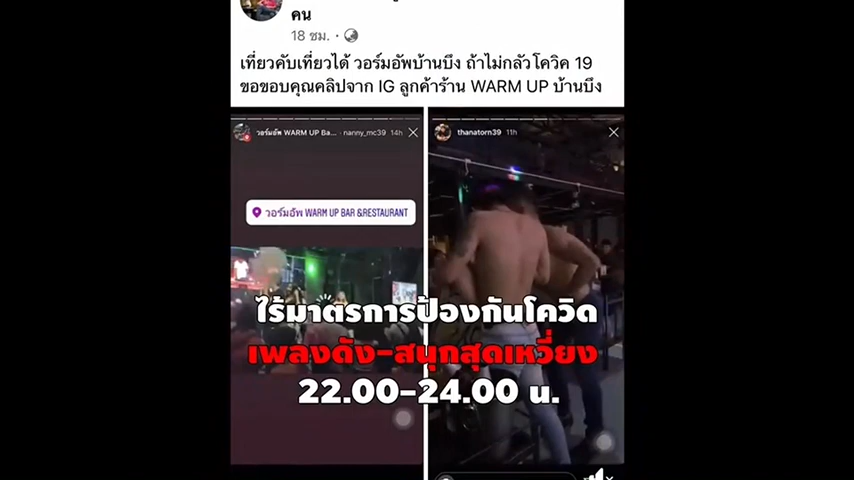 คน
18 ชม.
เที่ยวคับเที่ยวได้ วอร์มอัพบ้านบึง ถ้าไม่กลัวโควิค 19
ขอขอบคุณคลิปจาก IG ลูกค้าร้าน WARM UP บ้านบึง
วอร์มอัพ WARM UP Ba... · nanny_mc39 14h
thanatorn39 11h
วอร์มอัพ WARM UP BAR &RESTAURANT
ไร้มาตรการป้องกันโควิด
เพลงดัง-สนุกสุดเหวี่ยง
22.00-24.00 น.